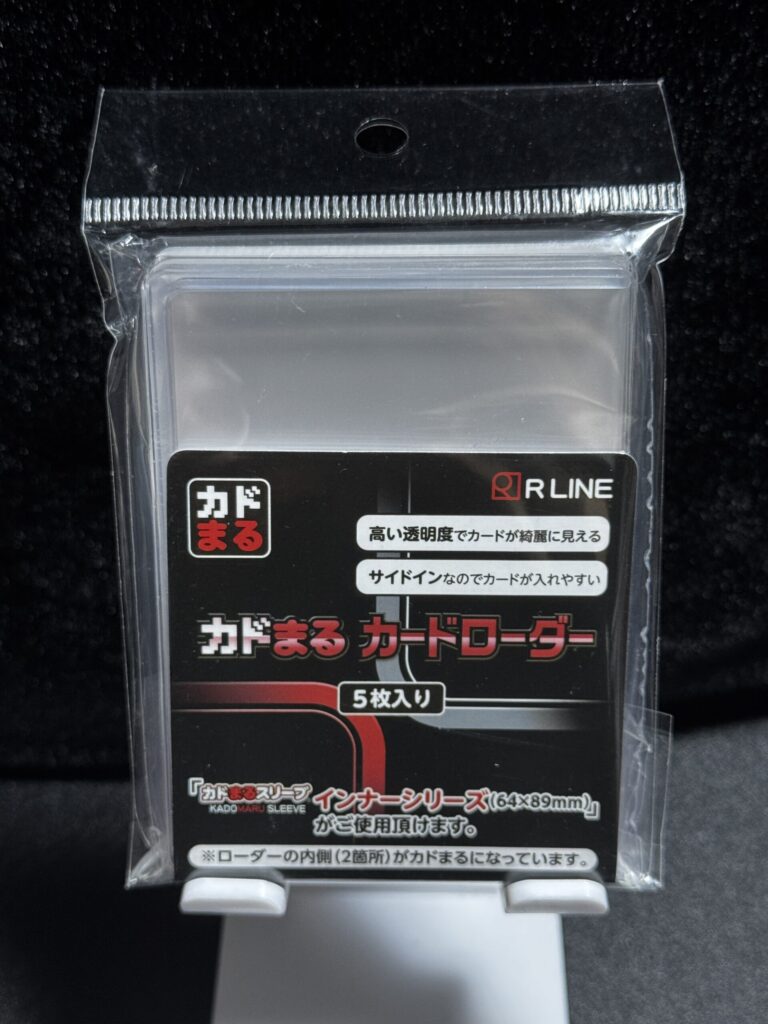 カド
まる
R LINE
高い透明度でカードが綺麗に見える
サイドインなのでカードが入れやすい
カドまる カードローダー
5枚入り
「カドまるスリーブ インナーシリーズ(64×89mm)」
KADOMARU SLEEVE
がご使用頂けます。
※ローダーの内側(2箇所)がカドまるになっています。